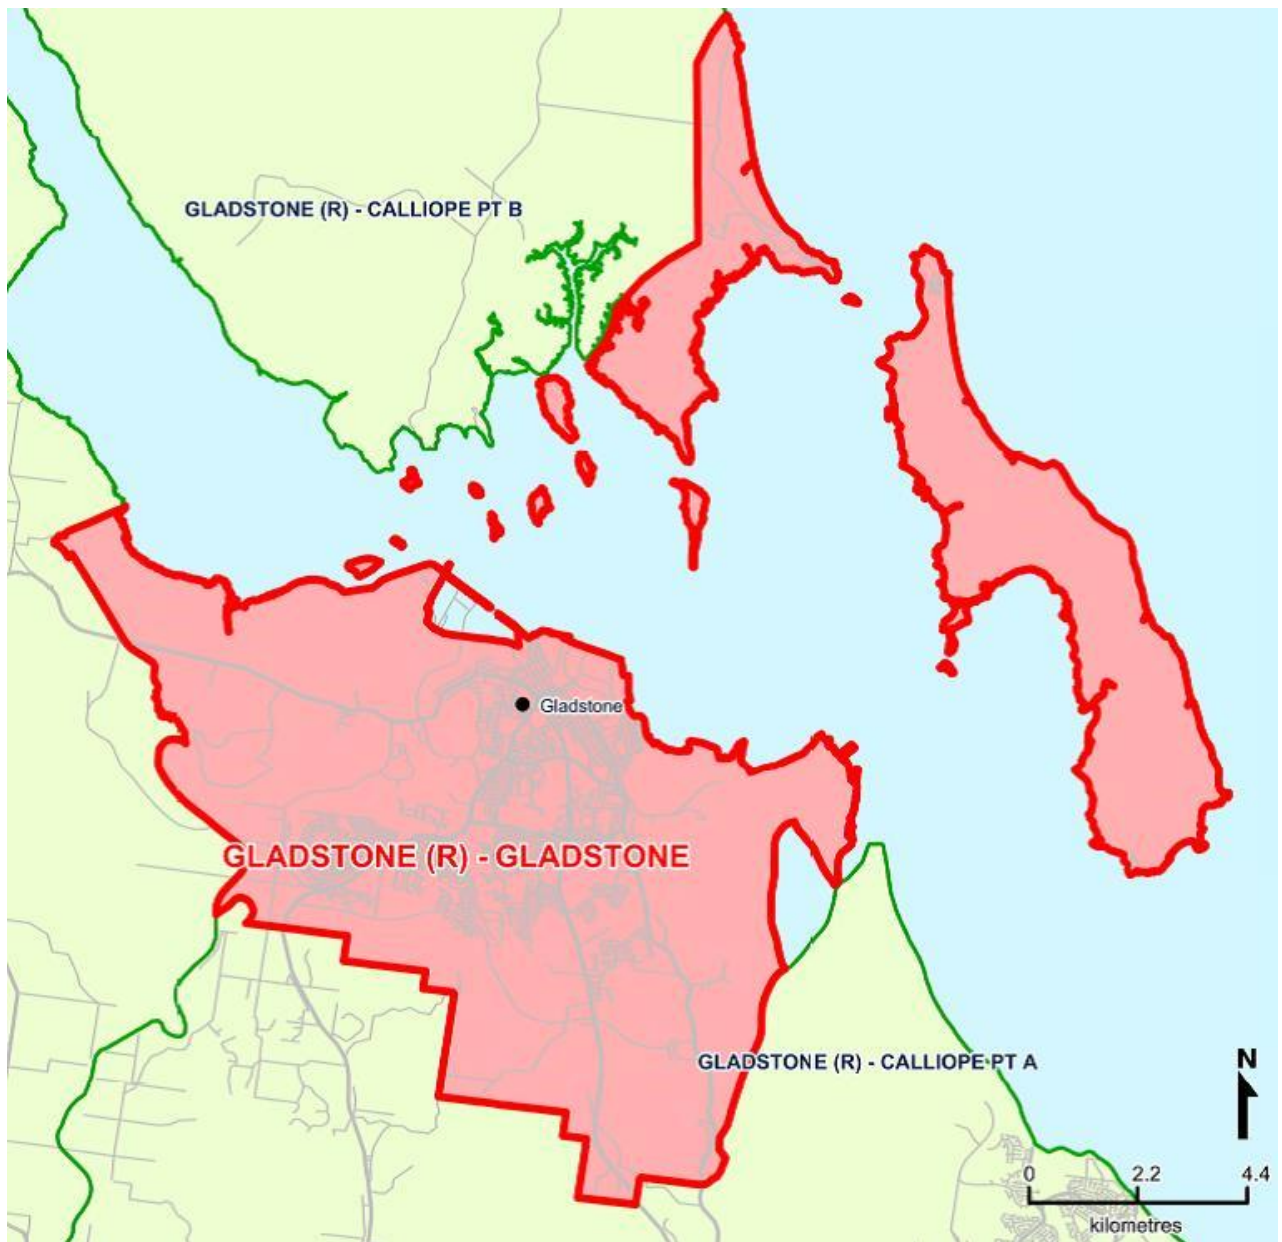 GLADSTONE (R) - CALLIOPE PT B
Gladstone
GLADSTONE (R) - GLADSTONE
GLADSTONE (R) - CALLIOPE PT A
N
0 2.2 4.4
kilometres